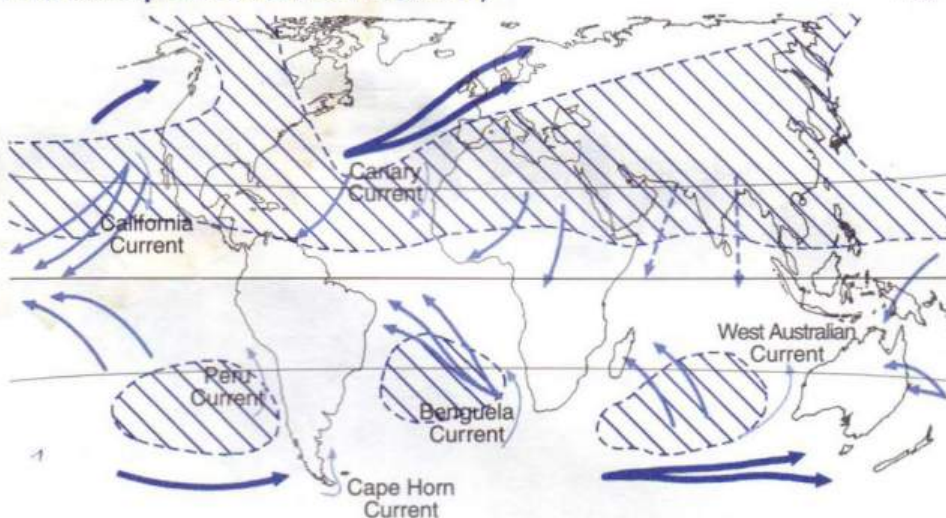 Canary
Current
California
Current
West Australian
Current
Peru
Current
Benguela
Current
Cape Horn
Current